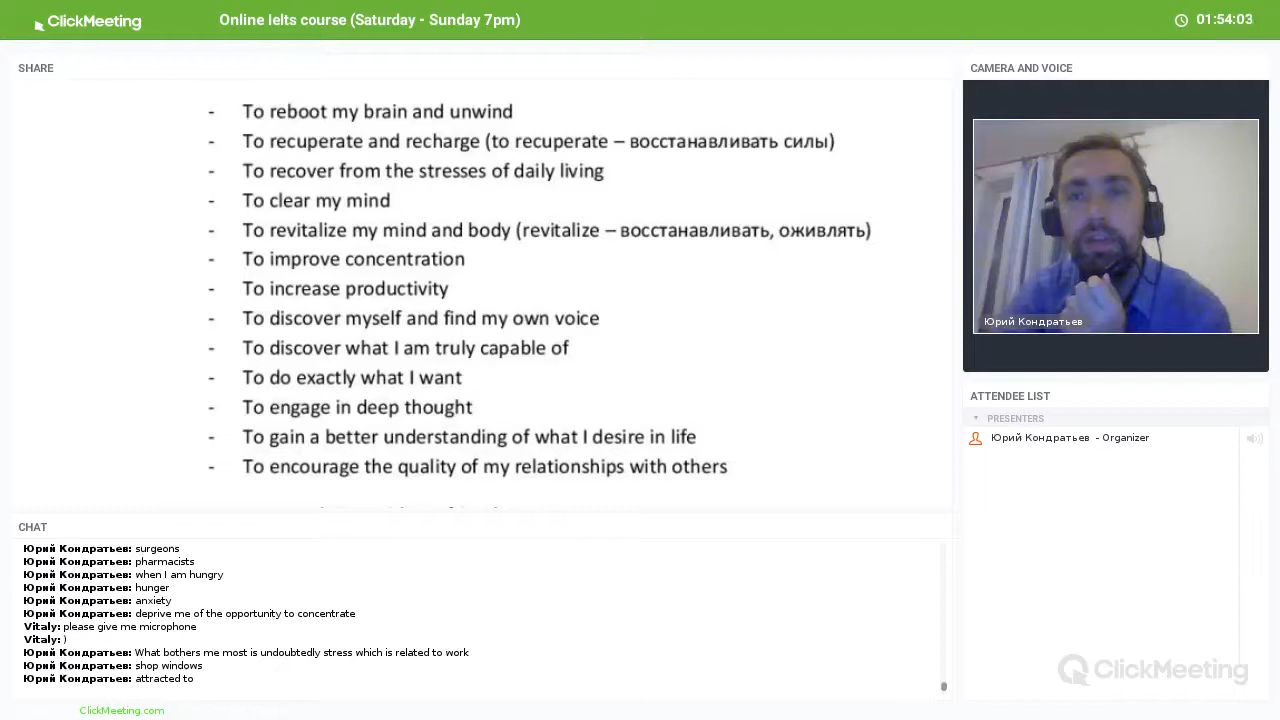 ClickMeeting
Online Ielts course (Saturday - Sunday 7pm)
01:54:03
SHARE
- To reboot my brain and unwind
- To recuperate and recharge (to recuperate – восстанавливать силы)
- To recover from the stresses of daily living
- To clear my mind
- To revitalize my mind and body (revitalize – восстанавливать, оживлять)
- To improve concentration
- To increase productivity
- To discover myself and find my own voice
- To discover what I am truly capable of
- To do exactly what I want
- To engage in deep thought
- To gain a better understanding of what I desire in life
- To encourage the quality of my relationships with others
CHAT
Юрий Кондратьев: surgeons
Юрий Кондратьев: pharmacists
Юрий Кондратьев: when I am hungry
Юрий Кондратьев: hunger
Юрий Кондратьев: anxiety
Юрий Кондратьев: deprive me of the opportunity to concentrate
Vitaly: please give me microphone
Vitaly: )
Юрий Кондратьев: What bothers me most is undoubtedly stress which is related to work
Юрий Кондратьев: shop windows
Юрий Кондратьев: attracted to
ClickMeeting.com
CAMERA AND VOICE
Юрий Кондратьев
ATTENDEE LIST
PRESENTERS
Юрий Кондратьев - Organizer
ClickMeeting